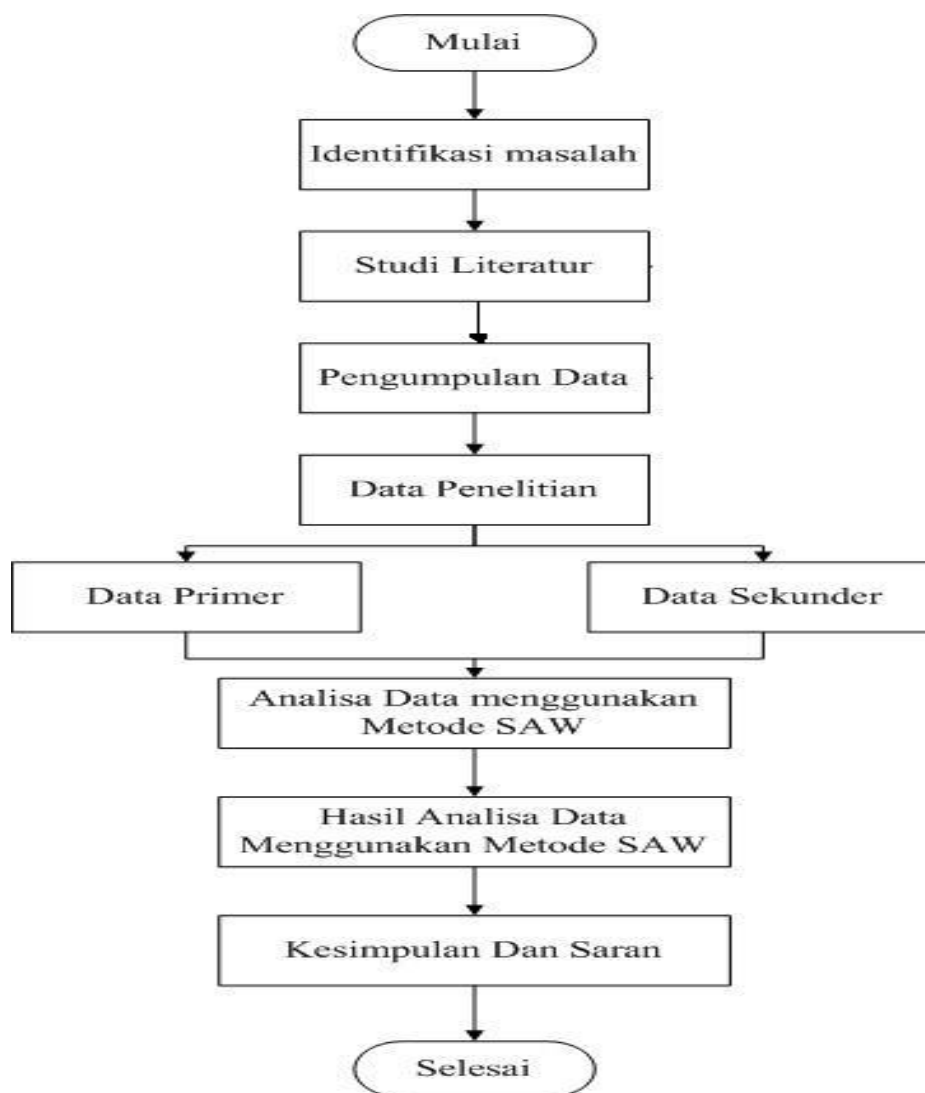 Mulai
Identifikasi masalah
Studi Literatur
Pengumpulan Data
Data Penelitian
Data Primer
Data Sekunder
Analisa Data menggunakan
Metode SAW
Hasil Analisa Data
Menggunakan Metode SAW
Kesimpulan Dan Saran
Selesai